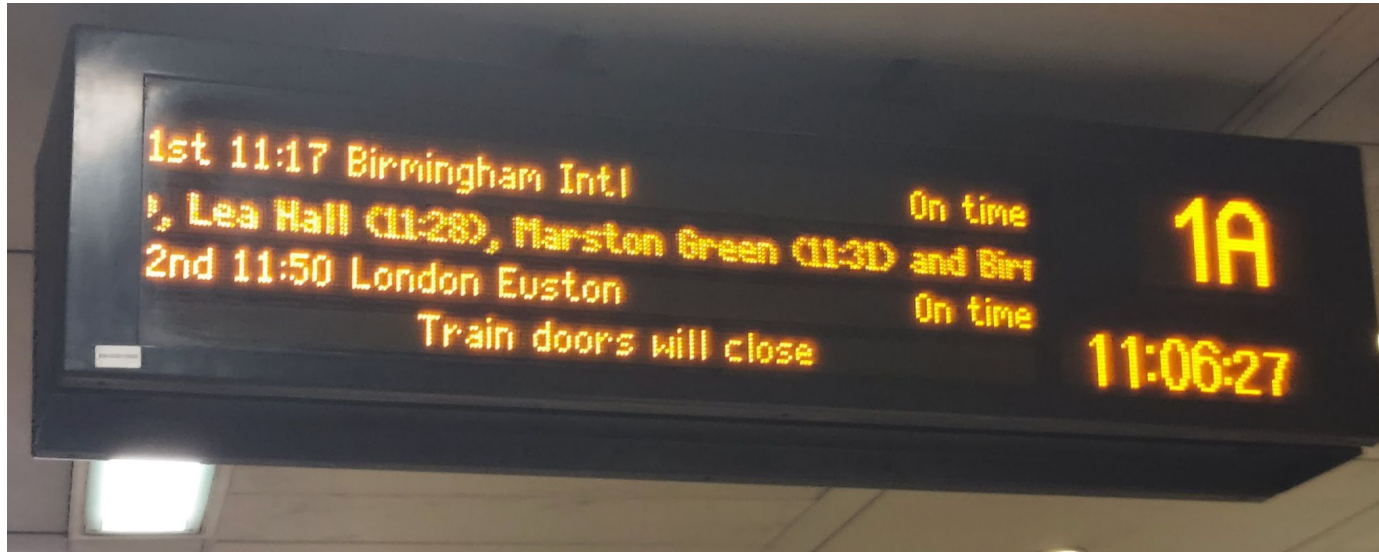 1st 11:17 Birmingham Intl On time
, Lea Hall (11:28), Marston Green (11:31) and
2nd 11:50 London Euston On time
Train doors will close
1A
11:06:27